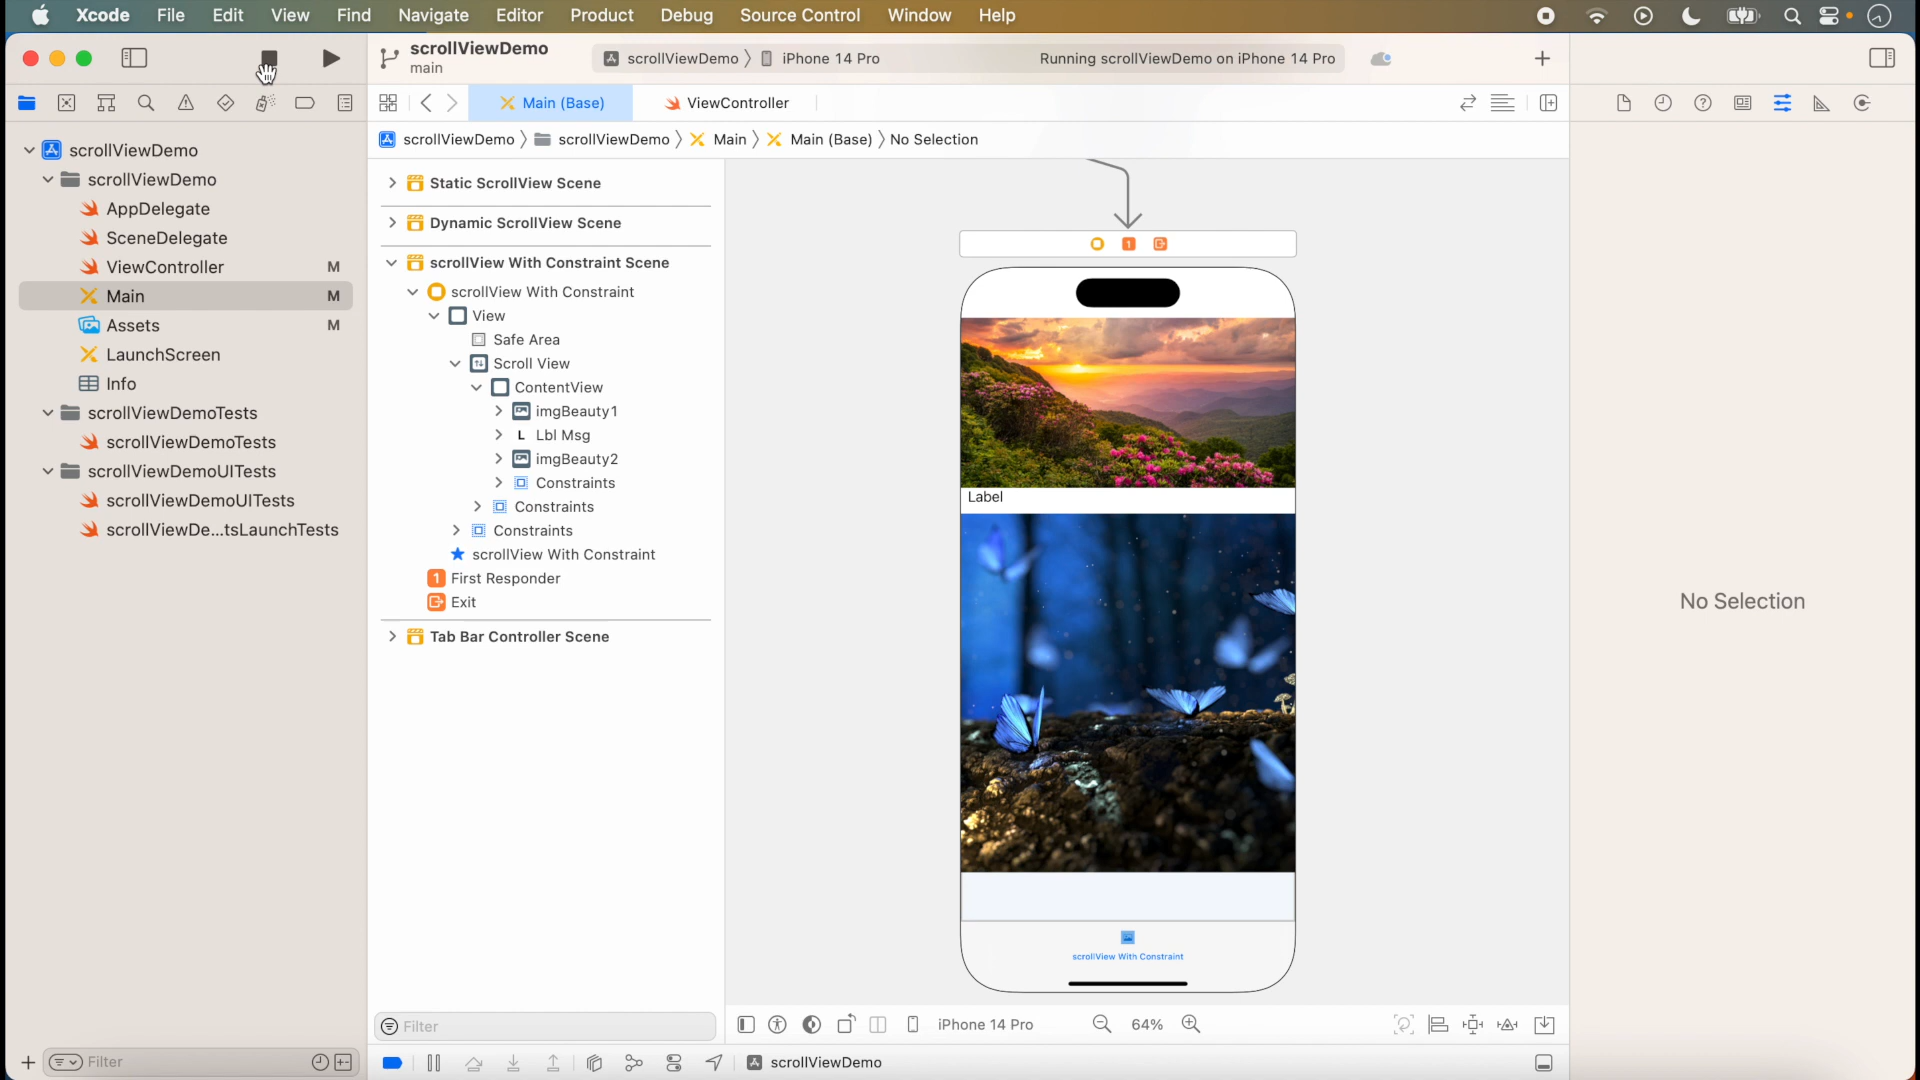 Xcode File Edit View Find Navigate Editor Product Debug Source Control Window Help
scrollViewDemo
main
scrollViewDemo iPhone 14 Pro Running scrollViewDemo on iPhone 14 Pro
Main (Base) ViewController
scrollViewDemo scrollViewDemo Main Main (Base) No Selection
scrollViewDemo
scrollViewDemo
AppDelegate
SceneDelegate
ViewController M
Main M
Assets M
LaunchScreen
Info
scrollViewDemoTests
scrollViewDemoTests
scrollViewDemoUITests
scrollViewDemoUITests
scrollViewDe...tsLaunchTests
Filter
Static ScrollView Scene
Dynamic ScrollView Scene
scrollView With Constraint Scene
scrollView With Constraint
View
Safe Area
Scroll View
ContentView
imgBeauty1
L Lbl Msg
imgBeauty2
Constraints
Constraints
Constraints
scrollView With Constraint
1 First Responder
Exit
Tab Bar Controller Scene
Filter
1
Label
scrollView With Constraint
iPhone 14 Pro 64%
scrollViewDemo
No Selection